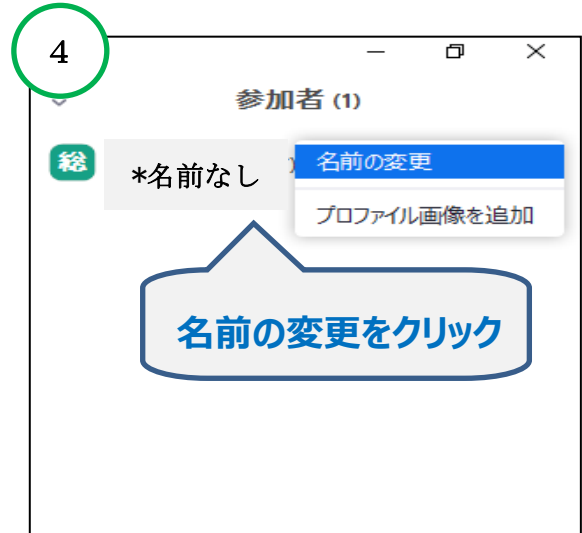 4
参加者 (1)
総
*名前なし
名前の変更
プロファイル画像を追加
名前の変更をクリック